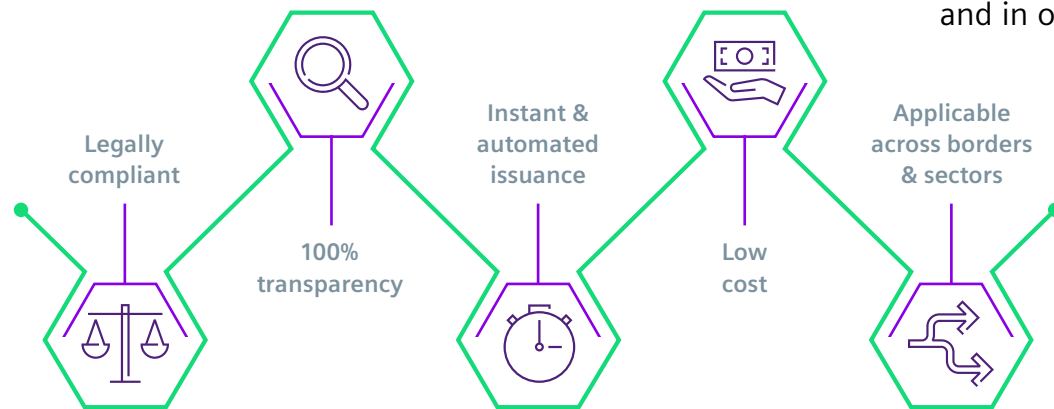 and in o
Legally
compliant
100%
transparency
Instant &
automated
issuance
Low
cost
Applicable
across borders
& sectors